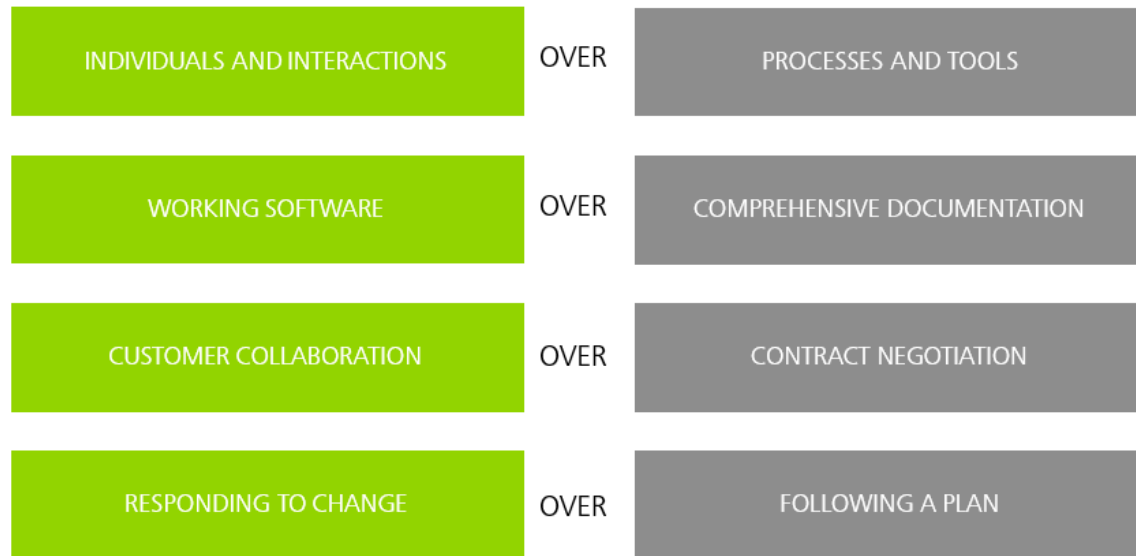 INDIVIDUALS AND INTERACTIONS OVER PROCESSES AND TOOLS
WORKING SOFTWARE OVER COMPREHENSIVE DOCUMENTATION
CUSTOMER COLLABORATION OVER CONTRACT NEGOTIATION
RESPONDING TO CHANGE OVER FOLLOWING A PLAN